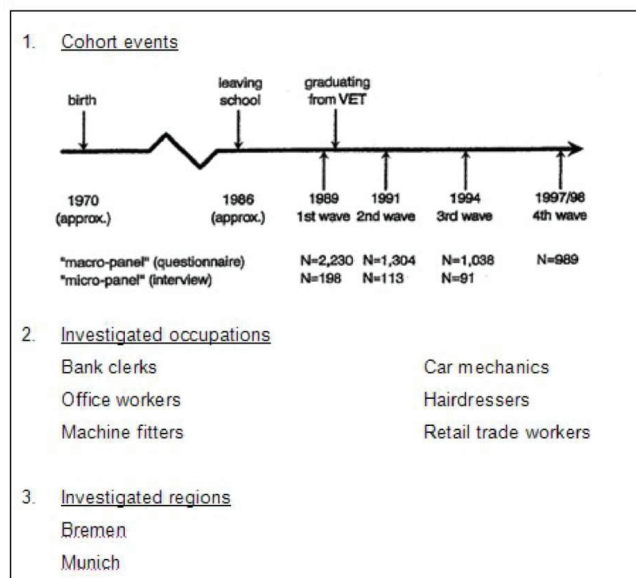 1. Cohort events
leaving graduating
birth school from VET
1970 1986 1989 1991 1994 1997/98
(approx.) (approx.) 1st wave 2nd wave 3rd wave 4th wave
"macro-panel" (questionnaire) N=2,230 N=1,304 N=1,038 N=989
"micro-panel" (interview) N=198 N=113 N=91
2. Investigated occupations
Bank clerks Car mechanics
Office workers Hairdressers
Machine fitters Retail trade workers
3. Investigated regions
Bremen
Munich